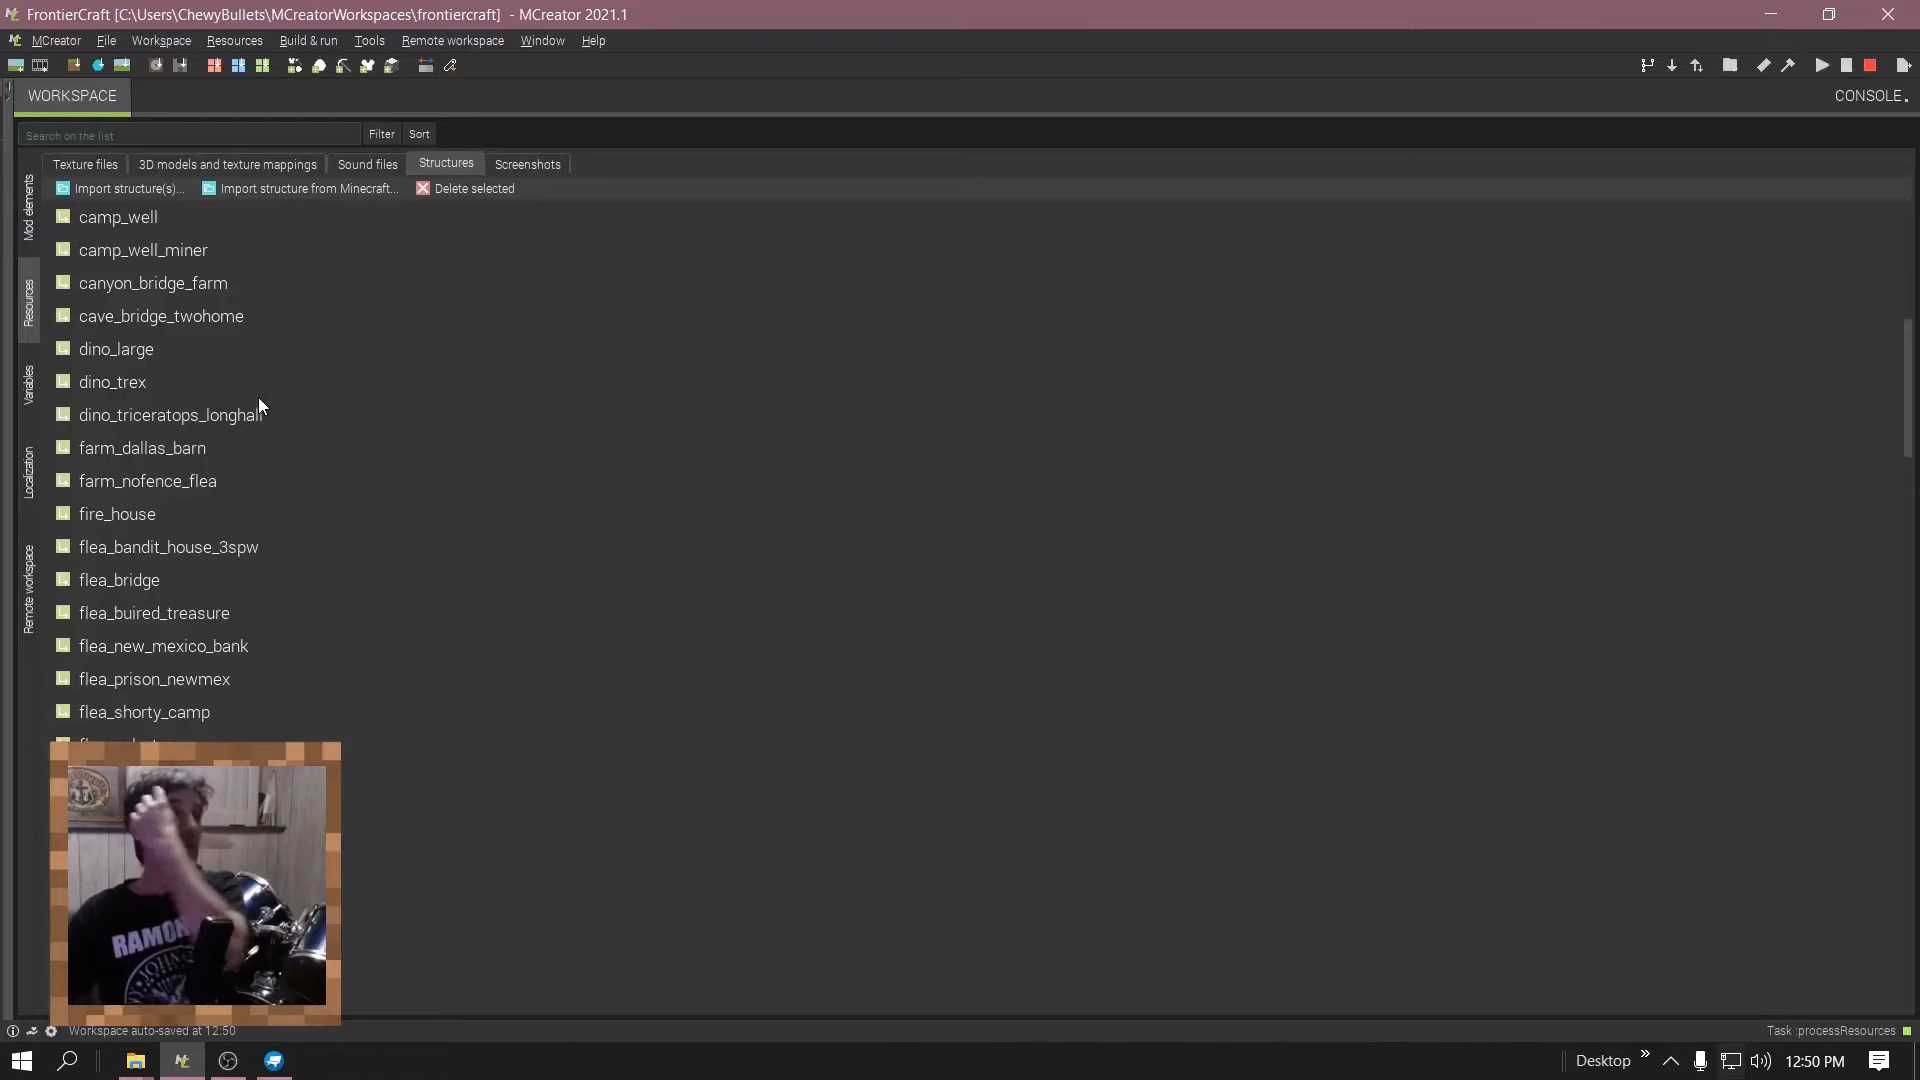 FrontierCraft [C:\Users\ChewyBullets\MCreatorWorkspaces\frontiercraft] - MCreator 2021.1
MCreator File Workspace Resources Build & run Tools Remote workspace Window Help
WORKSPACE
CONSOLE
Search on the list
Filter Sort
Texture files 3D models and texture mappings Sound files Structures Screenshots
Import structure(s)... Import structure from Minecraft... Delete selected
Mod elements
Resources
Variables
Localization
Remote workspace
camp_well
camp_well_miner
canyon_bridge_farm
cave_bridge_twohome
dino_large
dino_trex
dino_triceratops_longhall
farm_dallas_barn
farm_nofence_flea
fire_house
flea_bandit_house_3spw
flea_bridge
flea_buired_treasure
flea_new_mexico_bank
flea_prison_newmex
flea_shorty_camp
Workspace auto-saved at 12:50
Task :processResources
Desktop
12:50 PM